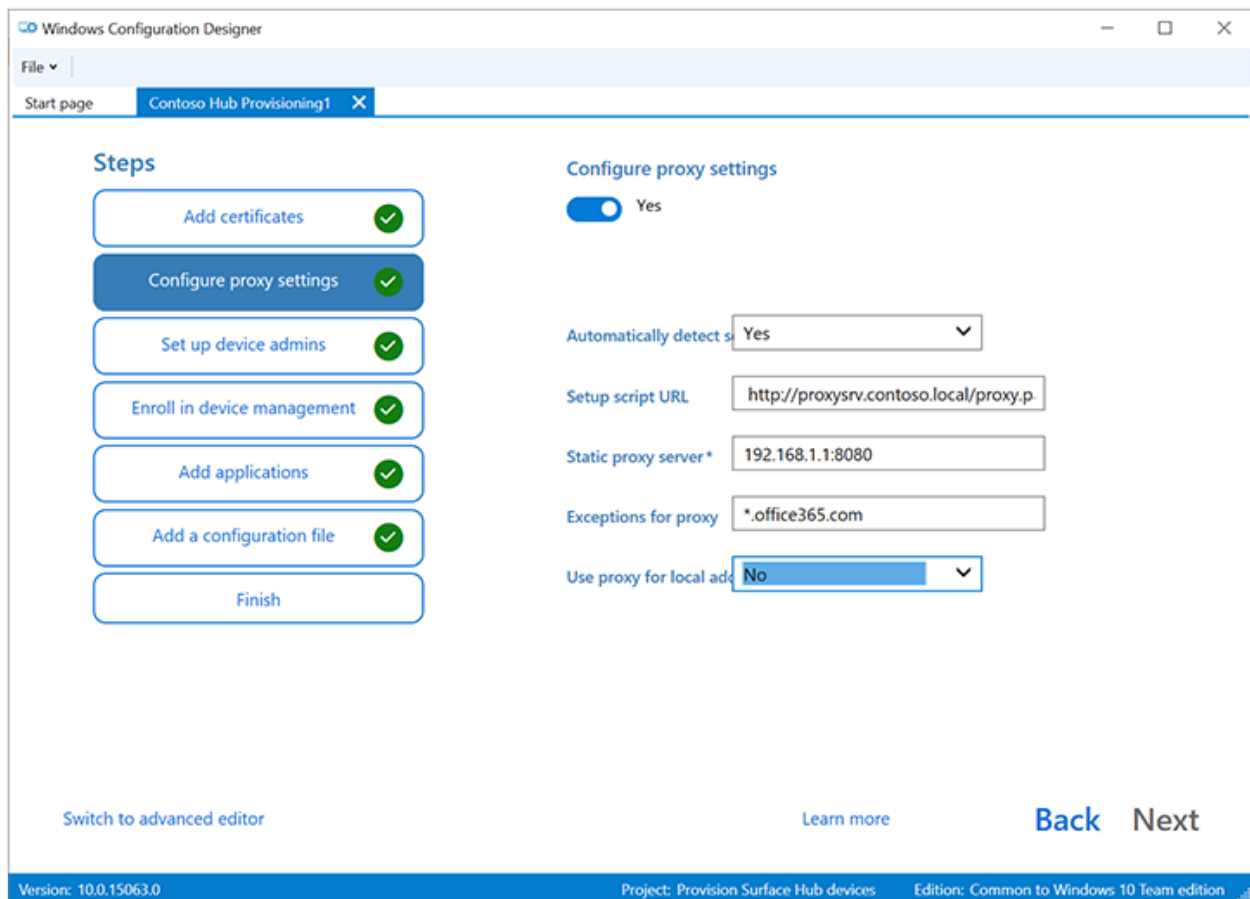 Windows Configuration Designer
File
Start page
Contoso Hub Provisioning1
Steps
Add certificates
Configure proxy settings
Set up device admins
Enroll in device management
Add applications
Add a configuration file
Finish
Configure proxy settings
Yes
Automatically detect Yes
Setup script URL http://proxysrv.contoso.local/proxy.p
Static proxy server* 192.168.1.1:8080
Exceptions for proxy *.office365.com
Use proxy for local No
Switch to advanced editor
Learn more
Back Next
Version: 10.0.15063.0
Project: Provision Surface Hub devices
Edition: Common to Windows 10 Team edition